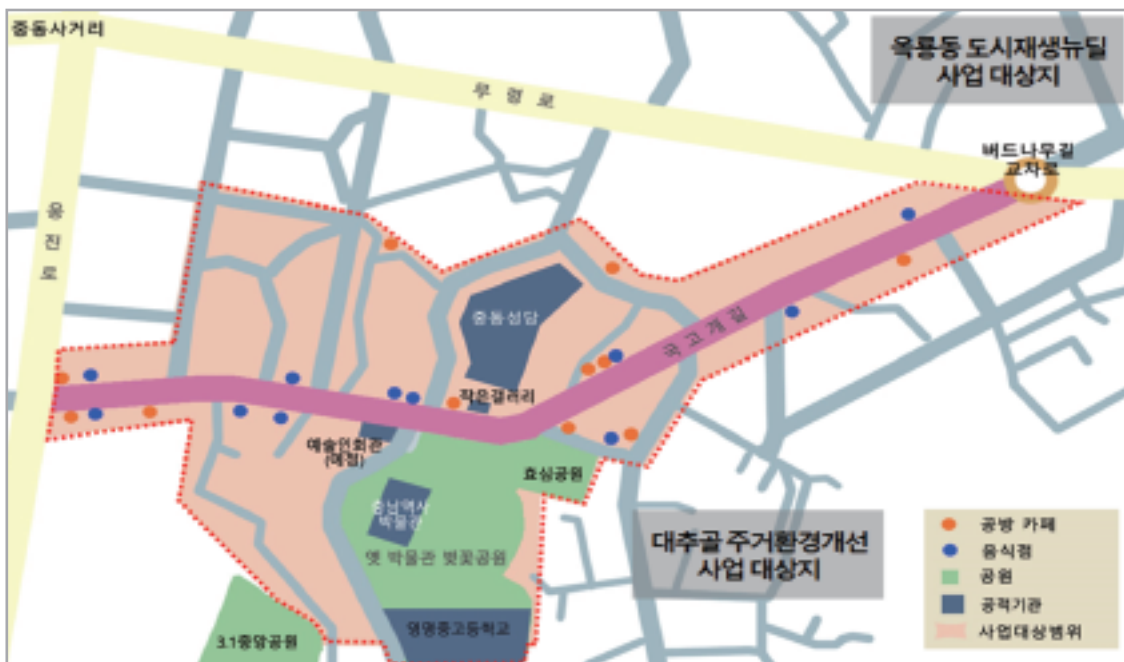 중동사거리
옥룡동 도시재생뉴딜
사업 대상지
무령로
버드나무길
교차로
웅진로
중동성당
국고개길
작은갤러리
예술인회관
(예정)
효심공원
충남역사
박물관
옛 박물관 벚꽃공원
대추골 주거환경개선
사업 대상지
영명중고등학교
3.1중앙공원
공방 카페
음식점
공원
공적기관
사업대상범위